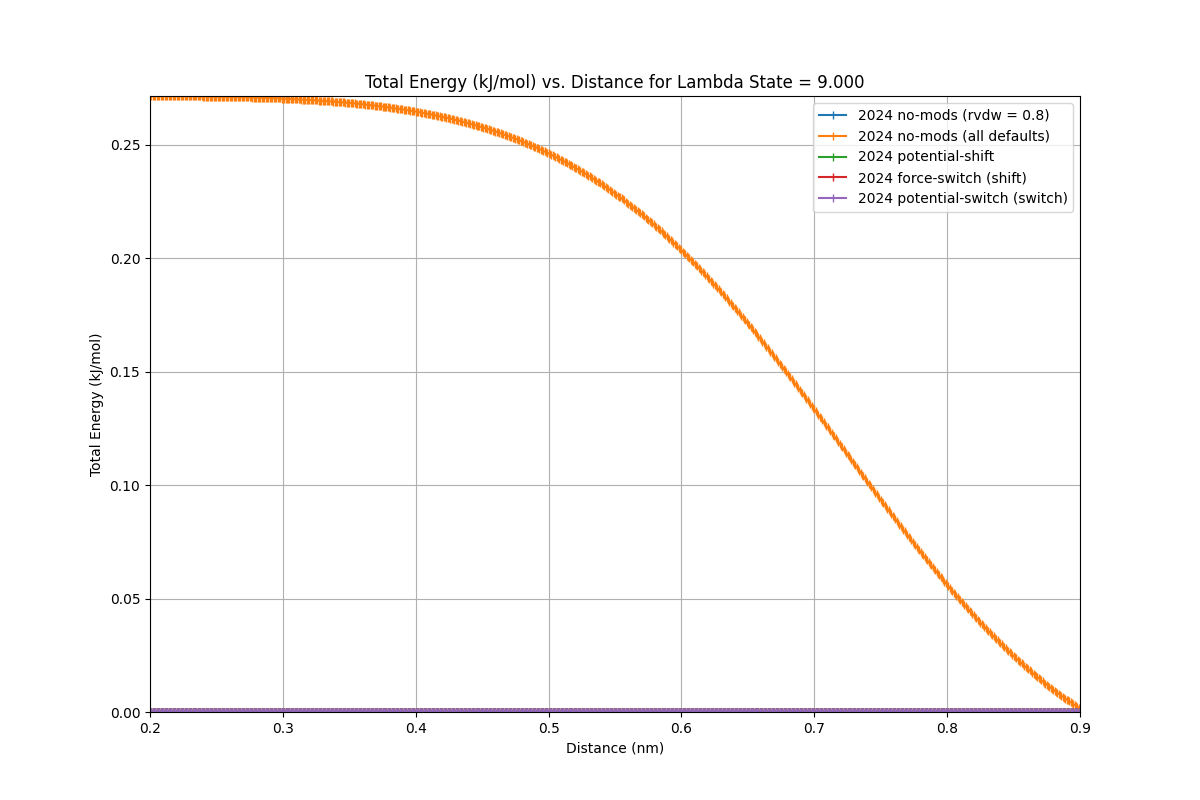 Total Energy (kJ/mol) vs. Distance for Lambda State = 9.000
2024 no-mods (rvdw = 0.8)
2024 no-mods (all defaults)
2024 potential-shift
2024 force-switch (shift)
2024 potential-switch (switch)
Total Energy (kJ/mol)
0.25
0.20
0.15
0.10
0.05
0.00
0.2 0.3 0.4 0.5 0.6 0.7 0.8 0.9
Distance (nm)